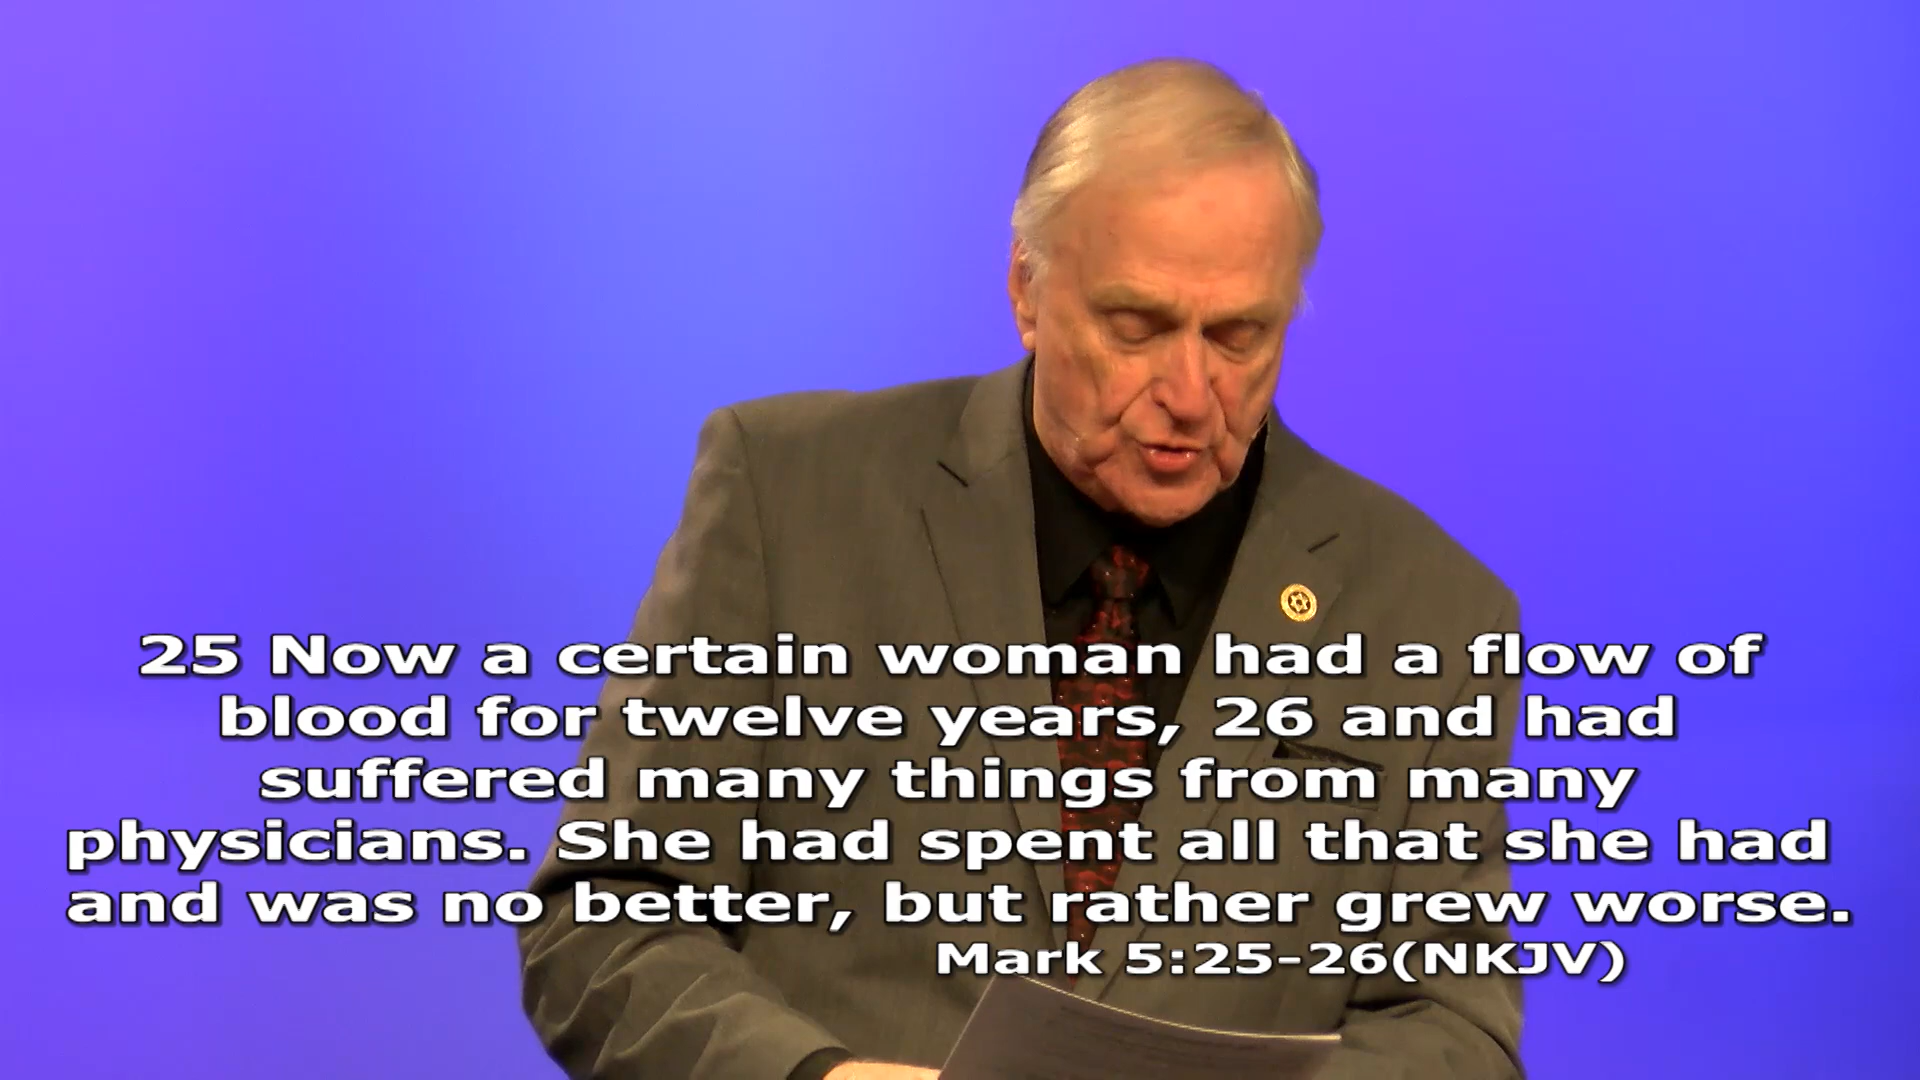 25 Now a certain woman had a flow of
blood for twelve years, 26 and had
suffered many things from many
physicians. She had spent all that she had
and was no better, but rather grew worse.
Mark 5:25-26(NKJV)